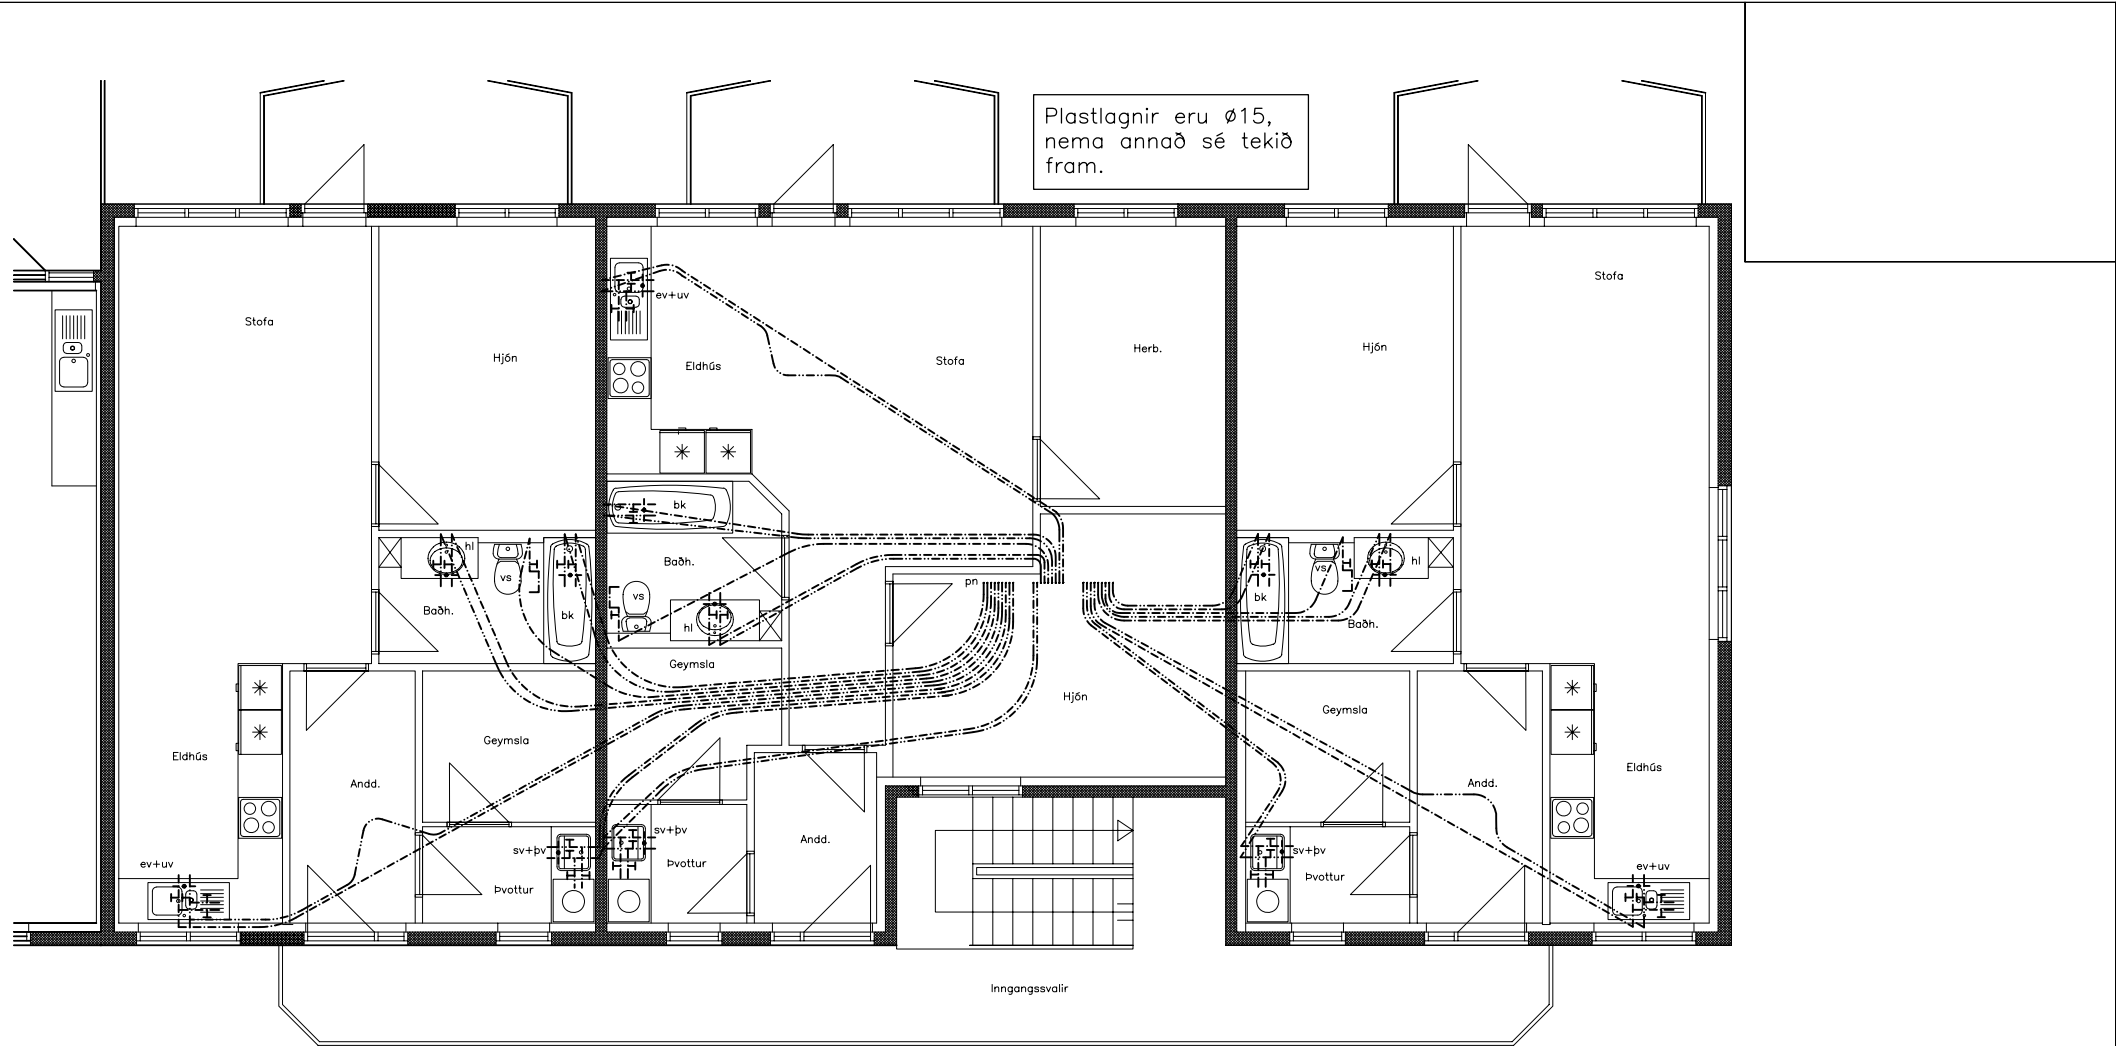 Plastlagnir eru ø15,
nema annað sé tekið
fram.
Stofa
Stofa
ev+uv
Hjón
Eldhús
Stofa
Herb.
Hjón
bk
hl
vs
Baðh.
vs
bk
Baðh.
hl
pn
vs
hl
bk
Baðh.
Geymsla
Hjón
Geymsla
Geymsla
Eldhús
Andd.
Andd.
Eldhús
sv+þv
sv+þv
Andd.
sv+þv
ev+uv
Þvottur
Þvottur
Þvottur
ev+uv
Inngangssvalir